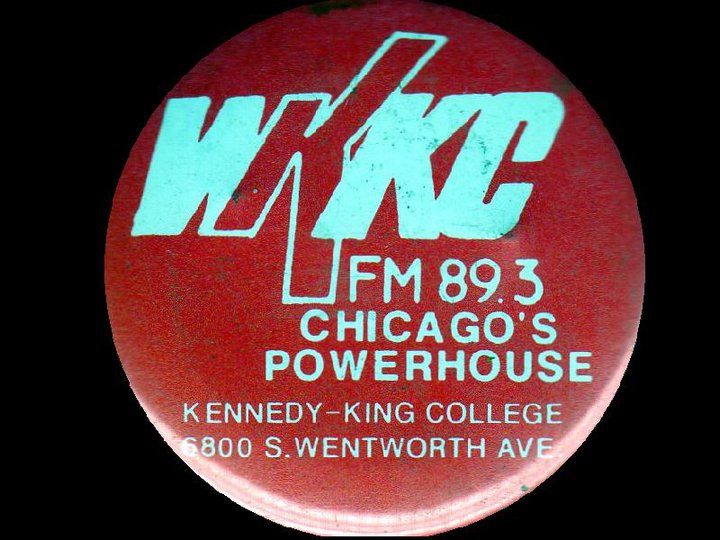 WKKC
FM 89.3
CHICAGO'S
POWERHOUSE
KENNEDY-KING COLLEGE
6800 S. WENTWORTH AVE.